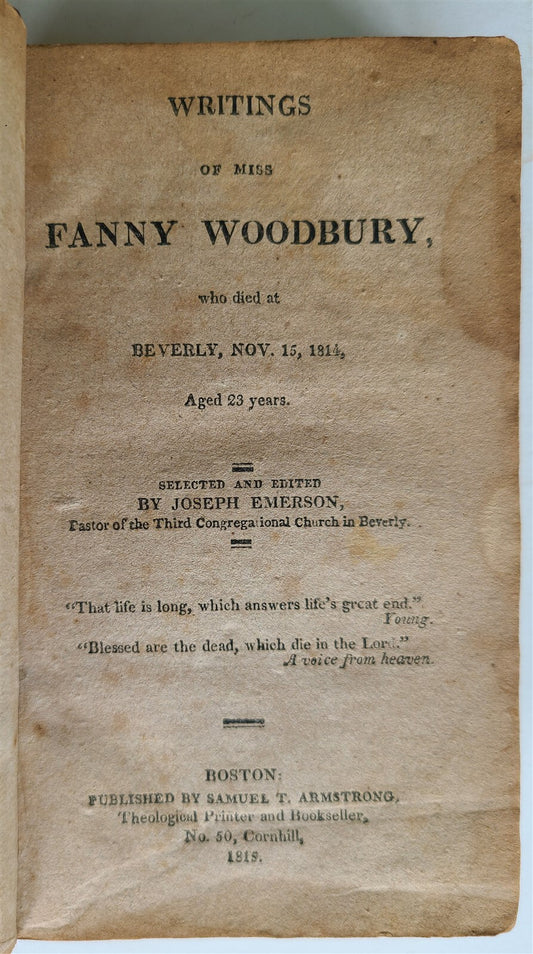 WRITINGS
OF MISS
FANNY WOODBURY,
who died at
BEVERLY, NOV. 15, 1814,
Aged 23 years.
SELECTED AND EDITED
BY JOSEPH EMERSON,
Pastor of the Third Congregational Church in Beverly.
"That life is long, which answers life's great end."
Young.
"Blessed are the dead, which die in the Lord."
A voice from heaven.
BOSTON:
PUBLISHED BY SAMUEL T. ARMSTRONG,
Theological Printer and Bookseller,
No. 50, Cornhill,